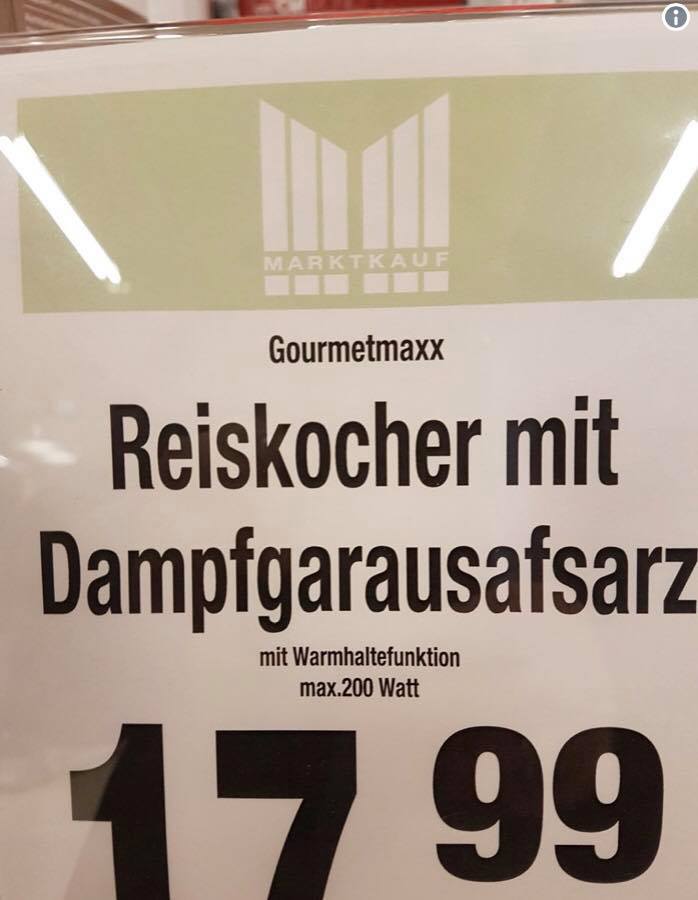 MARKTKAUF
Gourmetmaxx
Reiskocher mit
Dampfgarausafsarz
mit Warmhaltefunktion
max.200 Watt
17 99